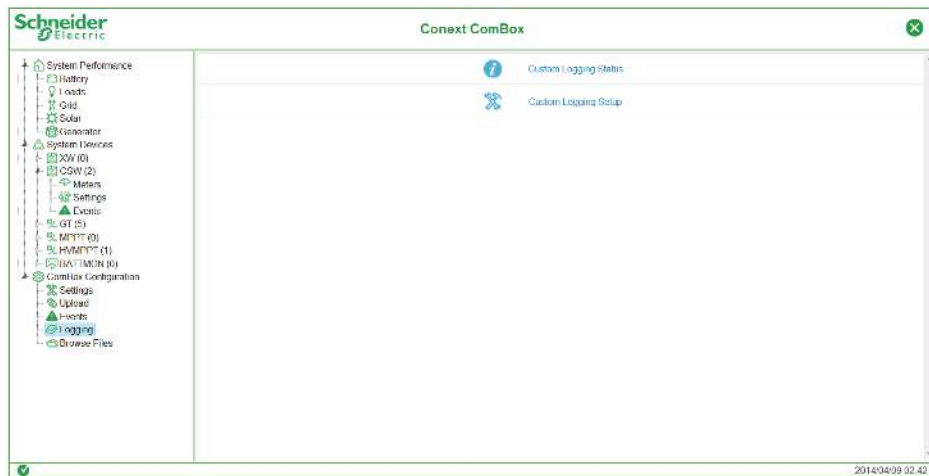 Schneider
Electric
Conext ComBox
System Performance
Battery
Loads
Grid
Solar
Generator
System Devices
XW (0)
CSW (2)
Meters
Settings
Events
GT (5)
MPPT (0)
HVMPPT (1)
BATTMON (0)
ComBox Configuration
Settings
Upload
Events
Logging
Browse Files
Custom Logging Status
Custom Logging Setup
2014/04/09 02:42